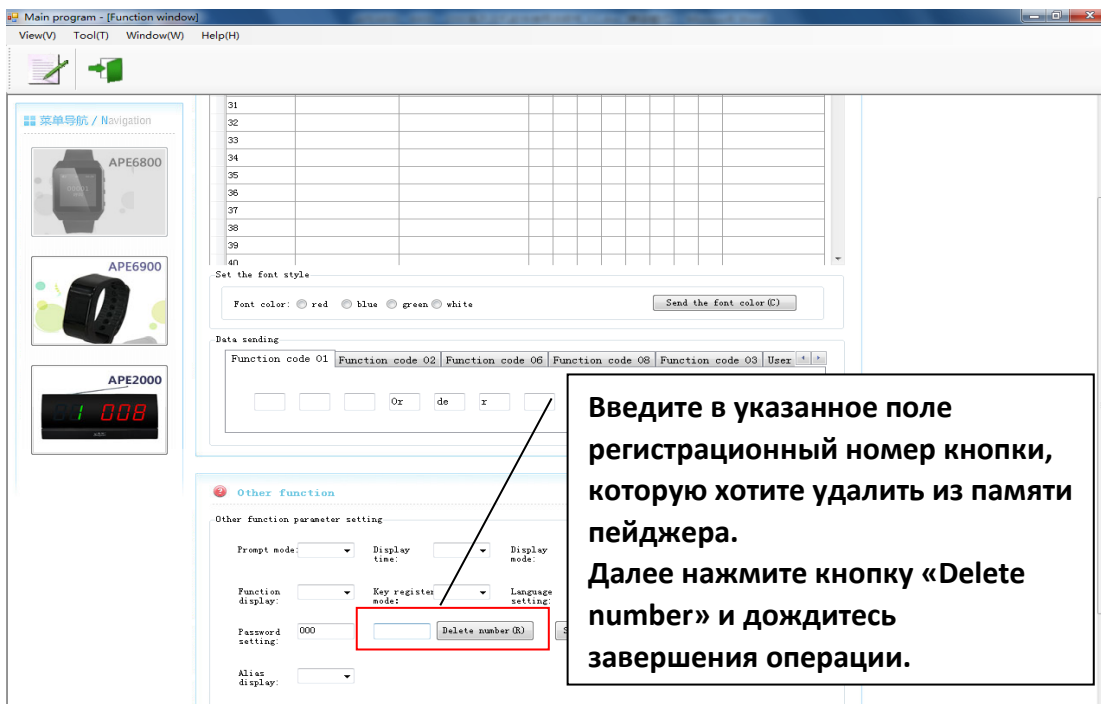 Main program - [Function window]
View(V) Tool(T) Window(W) Help(H)
菜单导航 / Navigation
APE6800
APE6900
APE2000
1 008
31
32
33
34
35
36
37
38
39
40
Set the font style
Font color: red blue green white
Send the font color(C)
Data sending
Function code 01 Function code 02 Function code 06 Function code 08 Function code 03 User
Or de r
Введите в указанное поле
регистрационный номер кнопки,
которую хотите удалить из памяти
пейджера.
Далее нажмите кнопку «Delete
number» и дождитесь
завершения операции.
Other function
Other function parameter setting
Prompt mode:
Display
time:
Display
mode:
Function
display:
Key register
mode:
Language
setting:
Password
setting:
000
Delete number(R)
S
Alias
display: